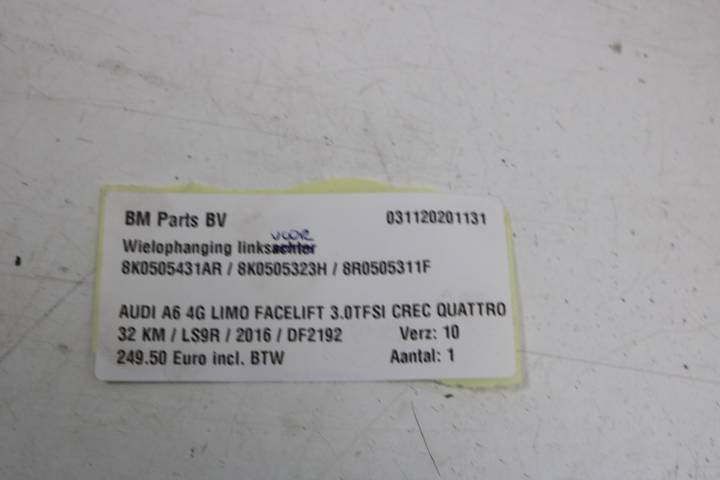 BM Parts BV 031120201131
voor
Wielophanging linksachter
8K0505431AR / 8K0505323H / 8R0505311F
AUDI A6 4G LIMO FACELIFT 3.0TFSI CREC QUATTRO
32 KM / LS9R / 2016 / DF2192 Verz: 10
249.50 Euro incl. BTW Aantal: 1